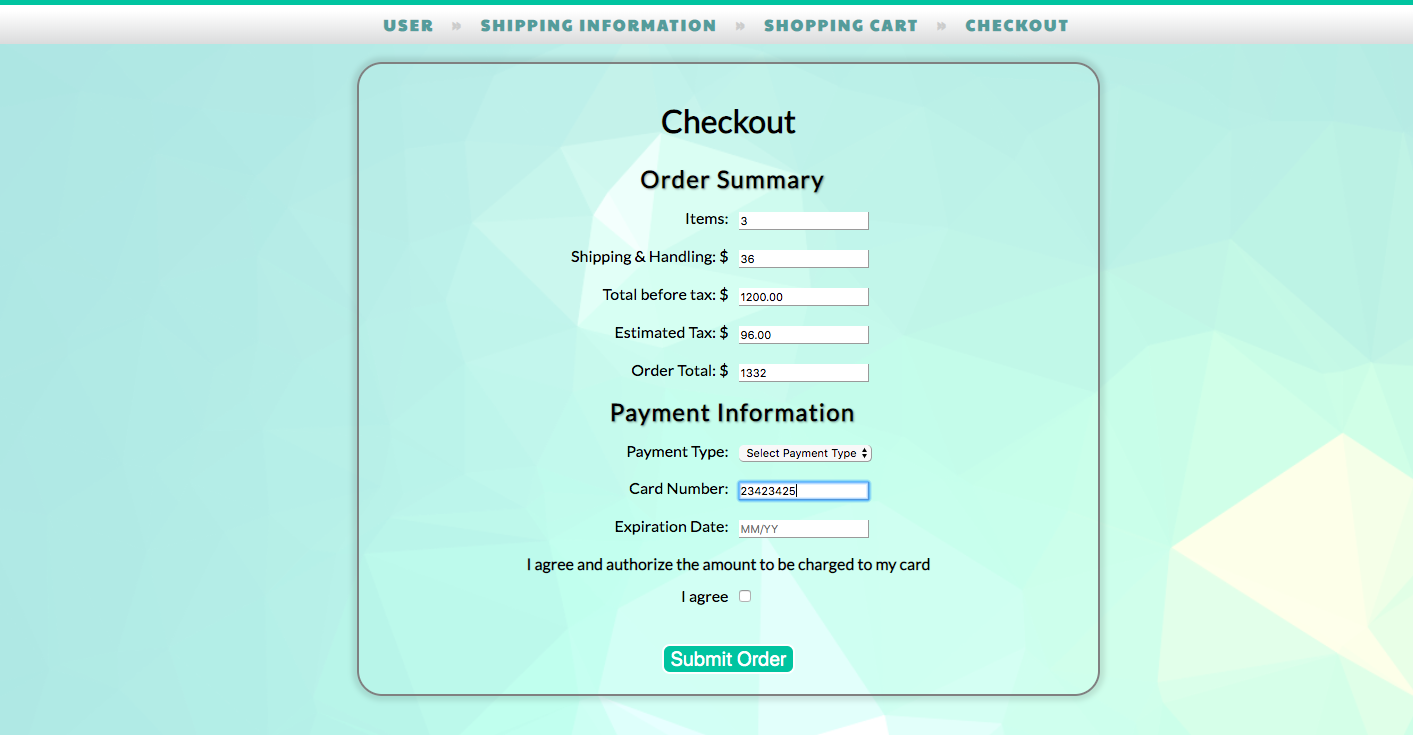 USER » SHIPPING INFORMATION » SHOPPING CART » CHECKOUT
Checkout
Order Summary
Items: 3
Shipping & Handling: $ 36
Total before tax: $ 1200.00
Estimated Tax: $ 96.00
Order Total: $ 1332
Payment Information
Payment Type: Select Payment Type
Card Number: 23423425
Expiration Date: MM/YY
I agree and authorize the amount to be charged to my card
I agree
Submit Order